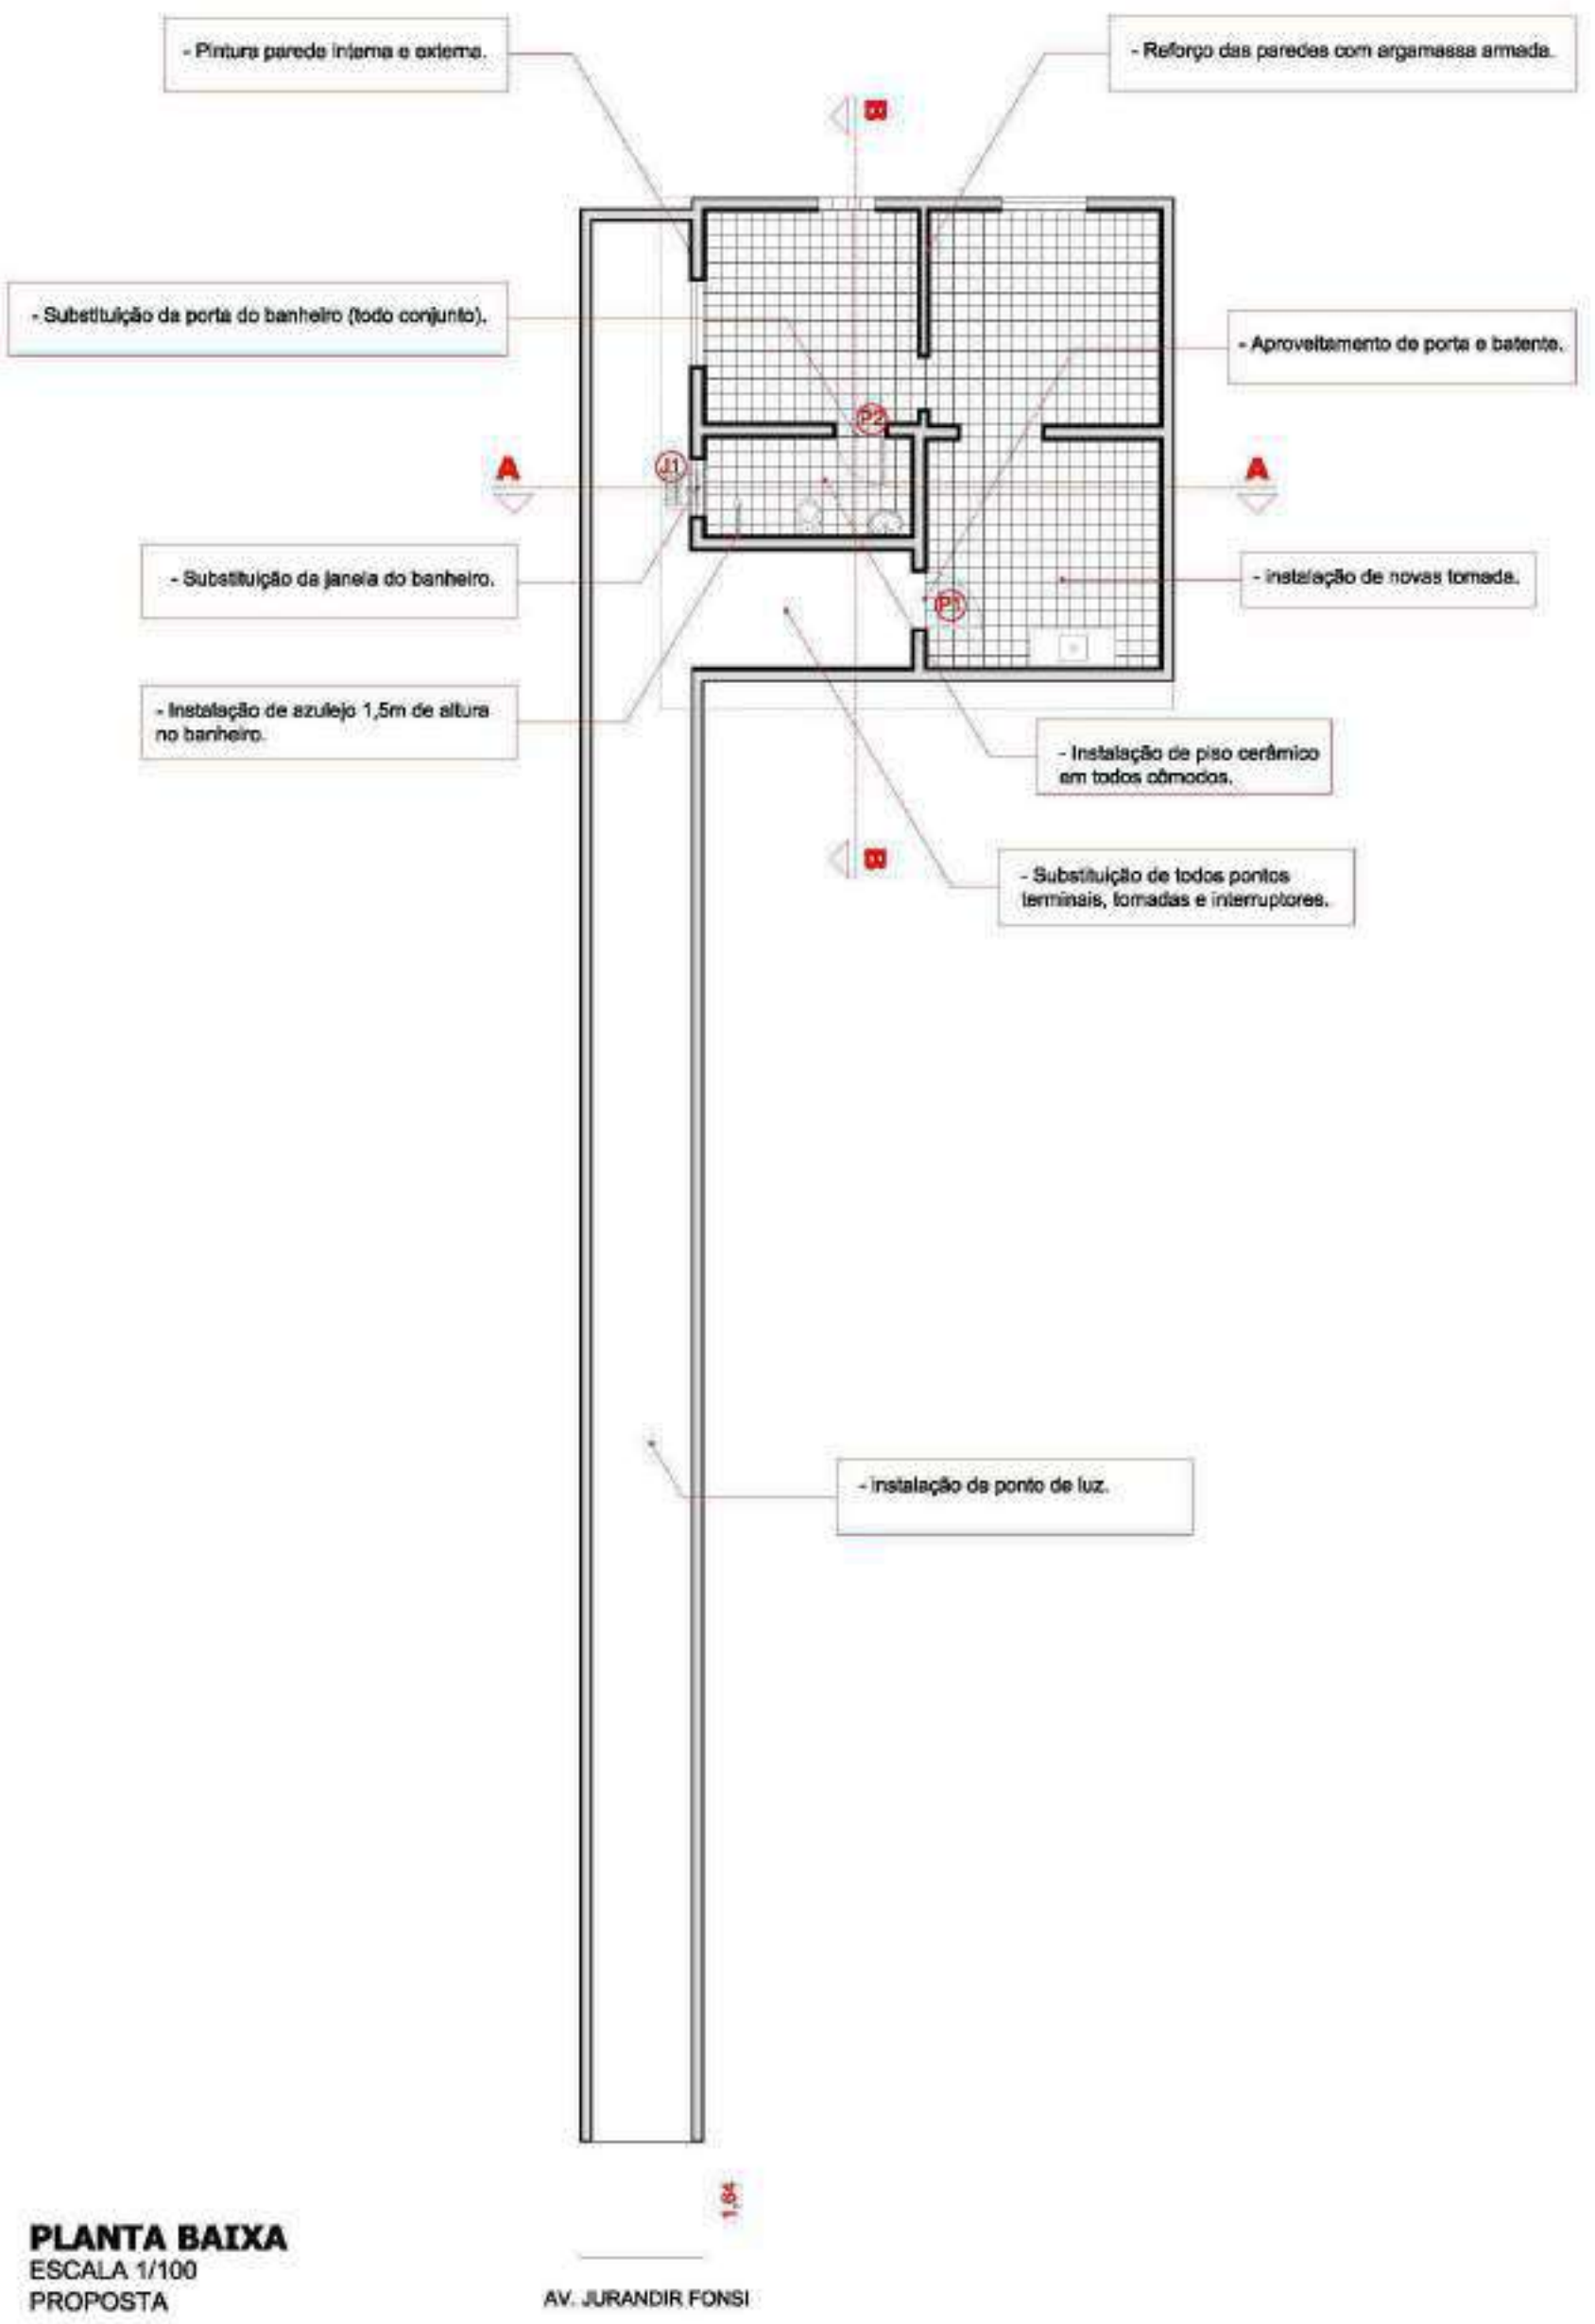 - Pintura parede interna e externa.
- Reforço das paredes com argamassa armada.
B
- Substituição da porta do banheiro (todo conjunto).
- Aproveitamento de porta e batente.
P2
J1
A
A
- Substituição da janela do banheiro.
- instalação de novas tomada.
P1
- Instalação de azulejo 1,5m de altura
no banheiro.
- Instalação de piso cerâmico
em todos cômodos.
B
- Substituição de todos pontos
terminais, tomadas e interruptores.
- instalação de ponto de luz.
1,64
PLANTA BAIXA
ESCALA 1/100
PROPOSTA
AV. JURANDIR FONSI